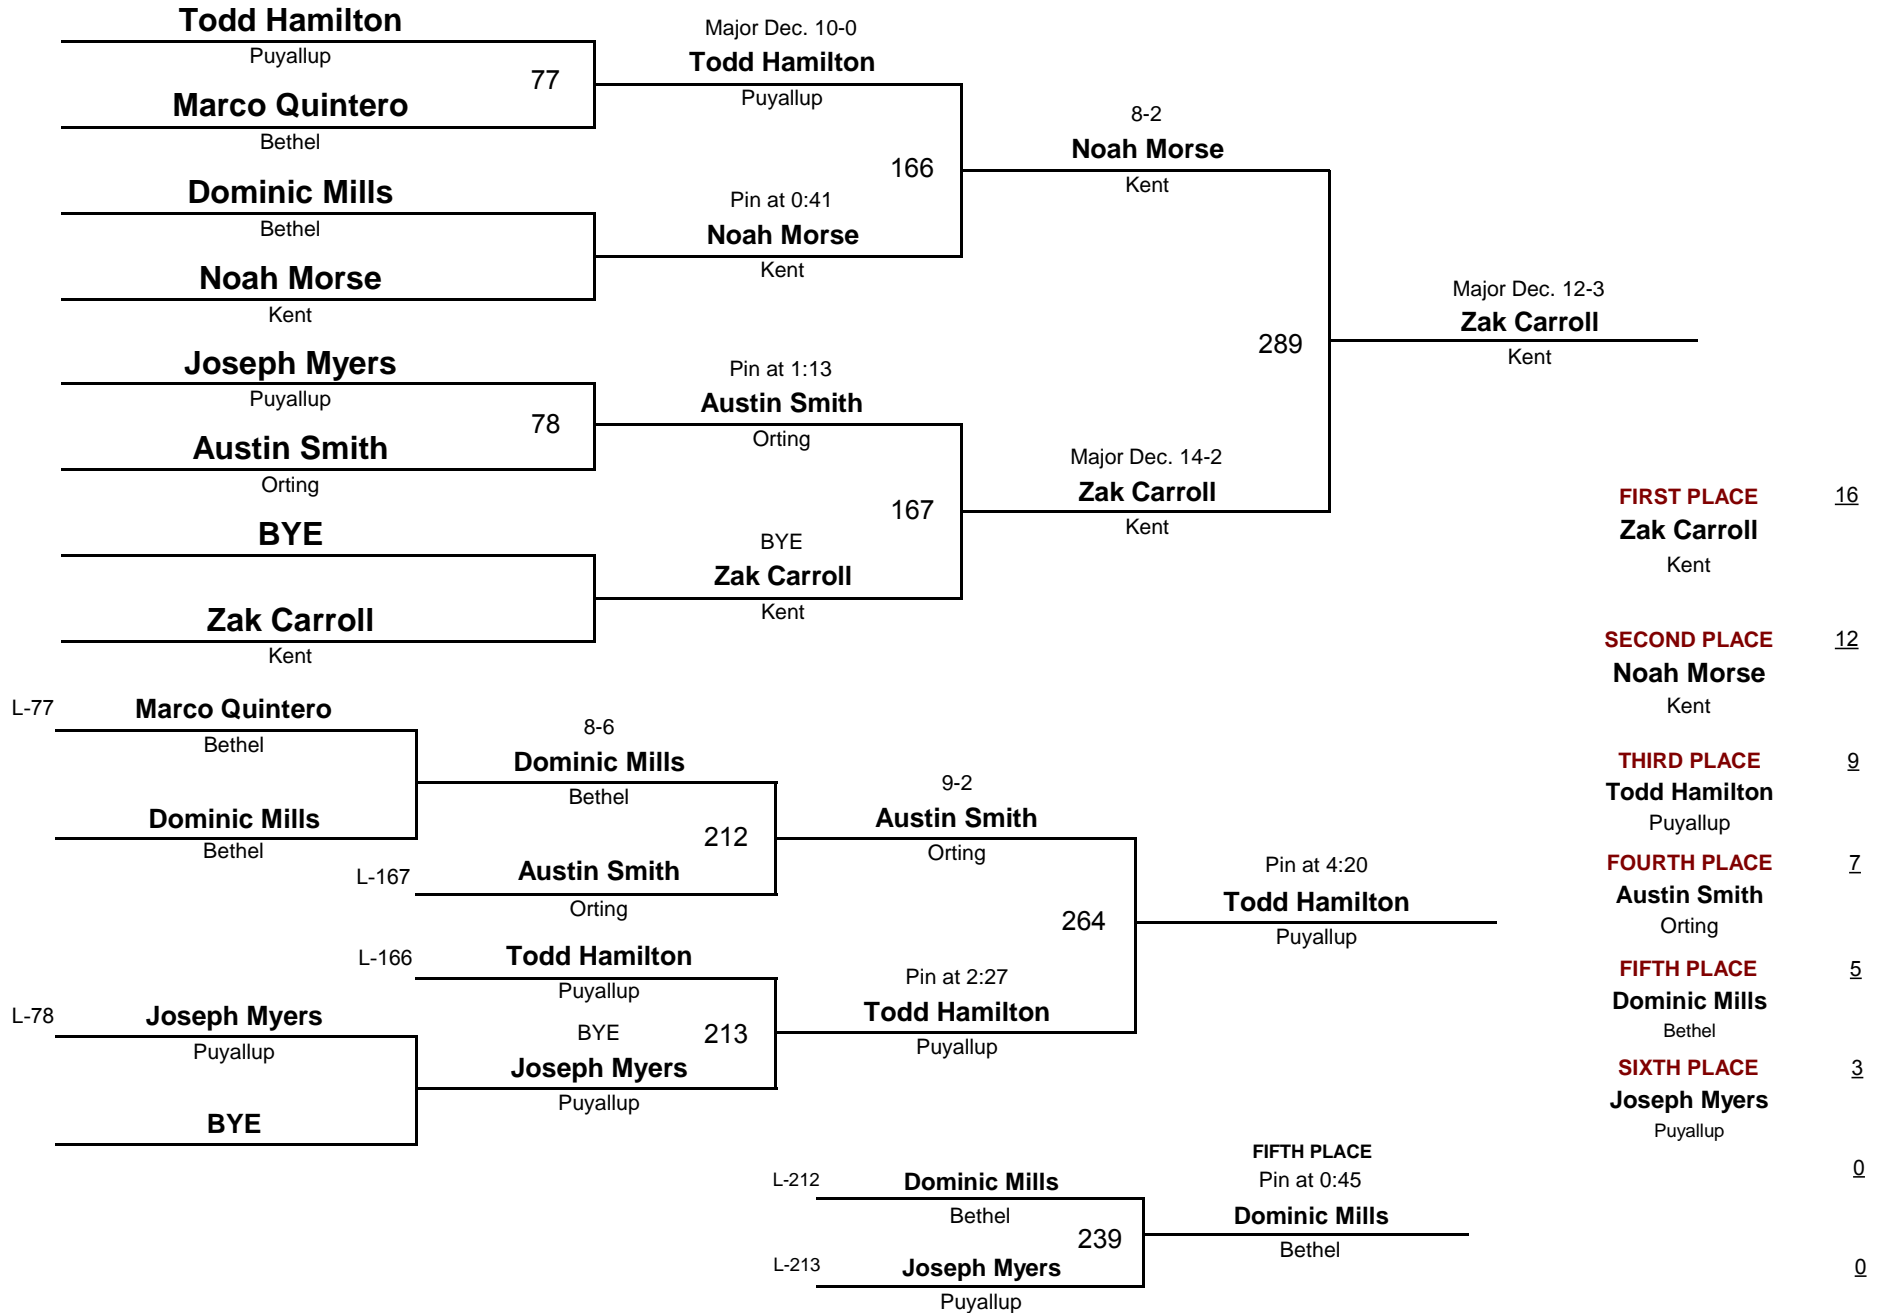 Todd Hamilton
Puyallup
77
Marco Quintero
Bethel
Dominic Mills
Bethel
Noah Morse
Kent
Joseph Myers
Puyallup
78
Austin Smith
Orting
BYE
Zak Carroll
Kent
Major Dec. 10-0
Todd Hamilton
Puyallup
166
Pin at 0:41
Noah Morse
Kent
Pin at 1:13
Austin Smith
Orting
167
BYE
Zak Carroll
Kent
8-2
Noah Morse
Kent
289
Major Dec. 14-2
Zak Carroll
Kent
Major Dec. 12-3
Zak Carroll
Kent
L-77 Marco Quintero
Bethel
Dominic Mills
Bethel
8-6
Dominic Mills
Bethel
212
L-167 Austin Smith
Orting
L-166 Todd Hamilton
Puyallup
L-78 Joseph Myers
Puyallup
BYE
BYE 213
Joseph Myers
Puyallup
9-2
Austin Smith
Orting
264
Pin at 2:27
Todd Hamilton
Puyallup
Pin at 4:20
Todd Hamilton
Puyallup
L-212 Dominic Mills
Bethel
239
L-213 Joseph Myers
Puyallup
FIFTH PLACE
Pin at 0:45
Dominic Mills
Bethel
FIRST PLACE 16
Zak Carroll
Kent
SECOND PLACE 12
Noah Morse
Kent
THIRD PLACE 9
Todd Hamilton
Puyallup
FOURTH PLACE 7
Austin Smith
Orting
FIFTH PLACE 5
Dominic Mills
Bethel
SIXTH PLACE 3
Joseph Myers
Puyallup
0
0